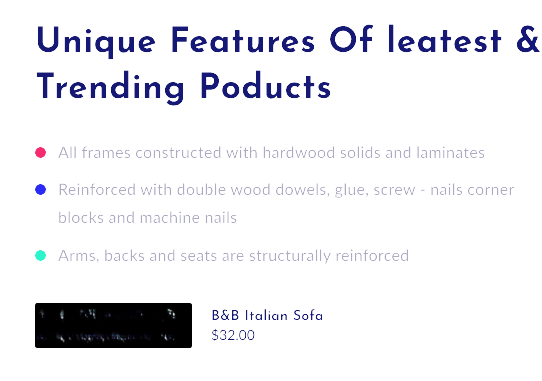 Unique Features Of leatest &
Trending Poducts
All frames constructed with hardwood solids and laminates
Reinforced with double wood dowels, glue, screw - nails corner
blocks and machine nails
Arms, backs and seats are structurally reinforced
B&B Italian Sofa
$32.00